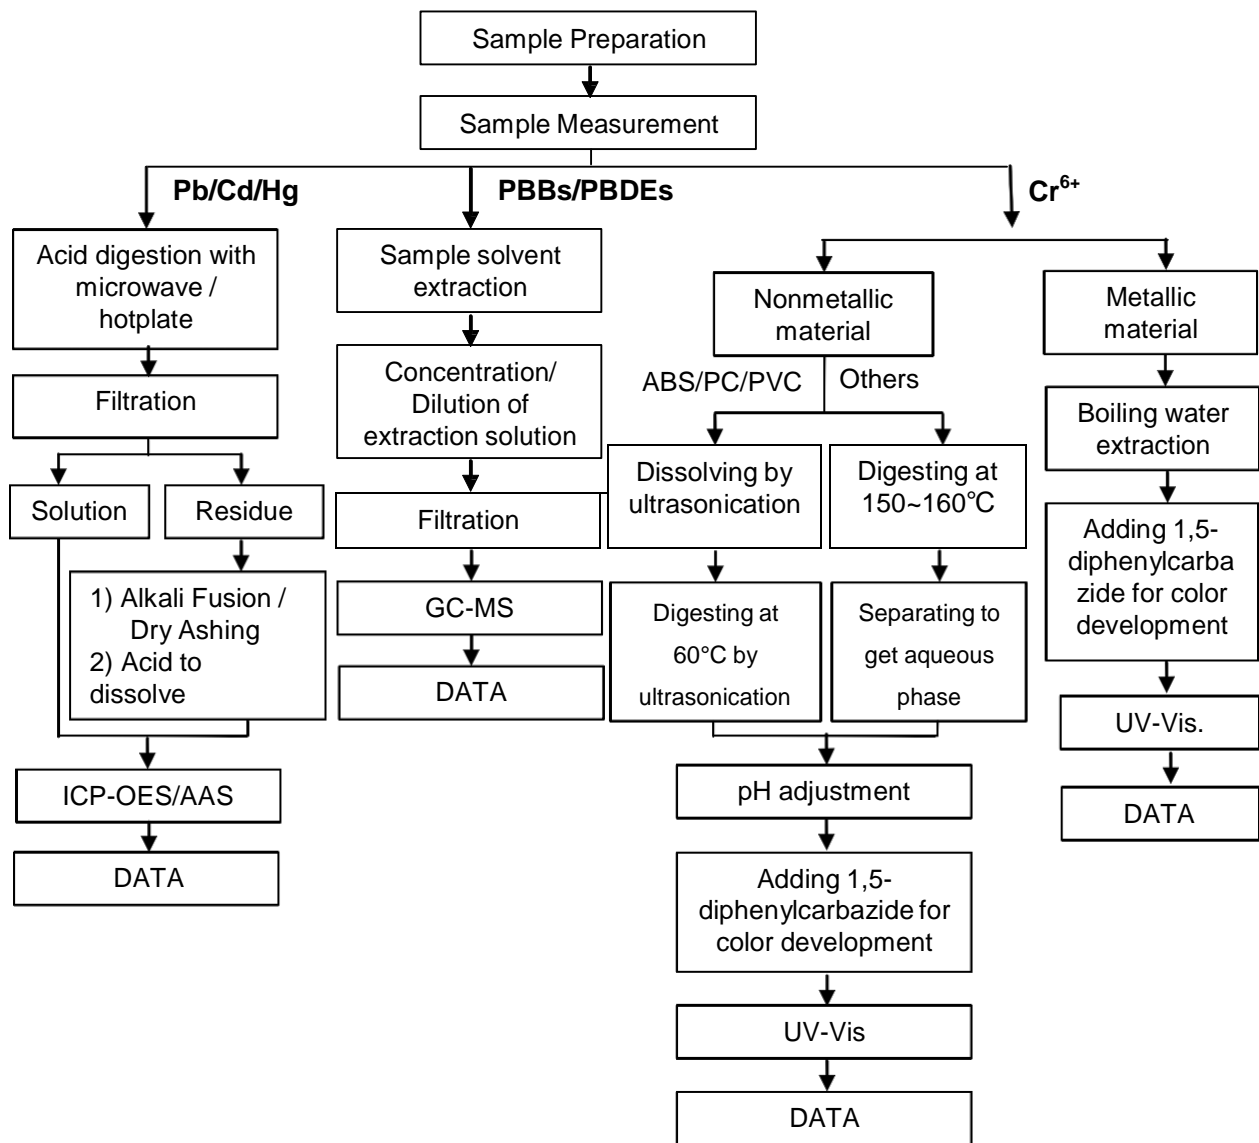 Sample Preparation
Sample Measurement
Pb/Cd/Hg
PBBs/PBDEs
Cr6+
Acid digestion with
microwave /
hotplate
Filtration
Solution
Residue
1) Alkali Fusion /
Dry Ashing
2) Acid to
dissolve
ICP-OES/AAS
DATA
Sample solvent
extraction
Concentration/
Dilution of
extraction solution
Filtration
GC-MS
DATA
Nonmetallic
material
ABS/PC/PVC
Others
Dissolving by
ultrasonication
Digesting at
60°C by
ultrasonication
Digesting at
150~160℃
Separating to
get aqueous
phase
pH adjustment
Adding 1,5-
diphenylcarbazide for
color development
UV-Vis
DATA
Metallic
material
Boiling water
extraction
Adding 1,5-
diphenylcarba
zide for color
development
UV-Vis.
DATA